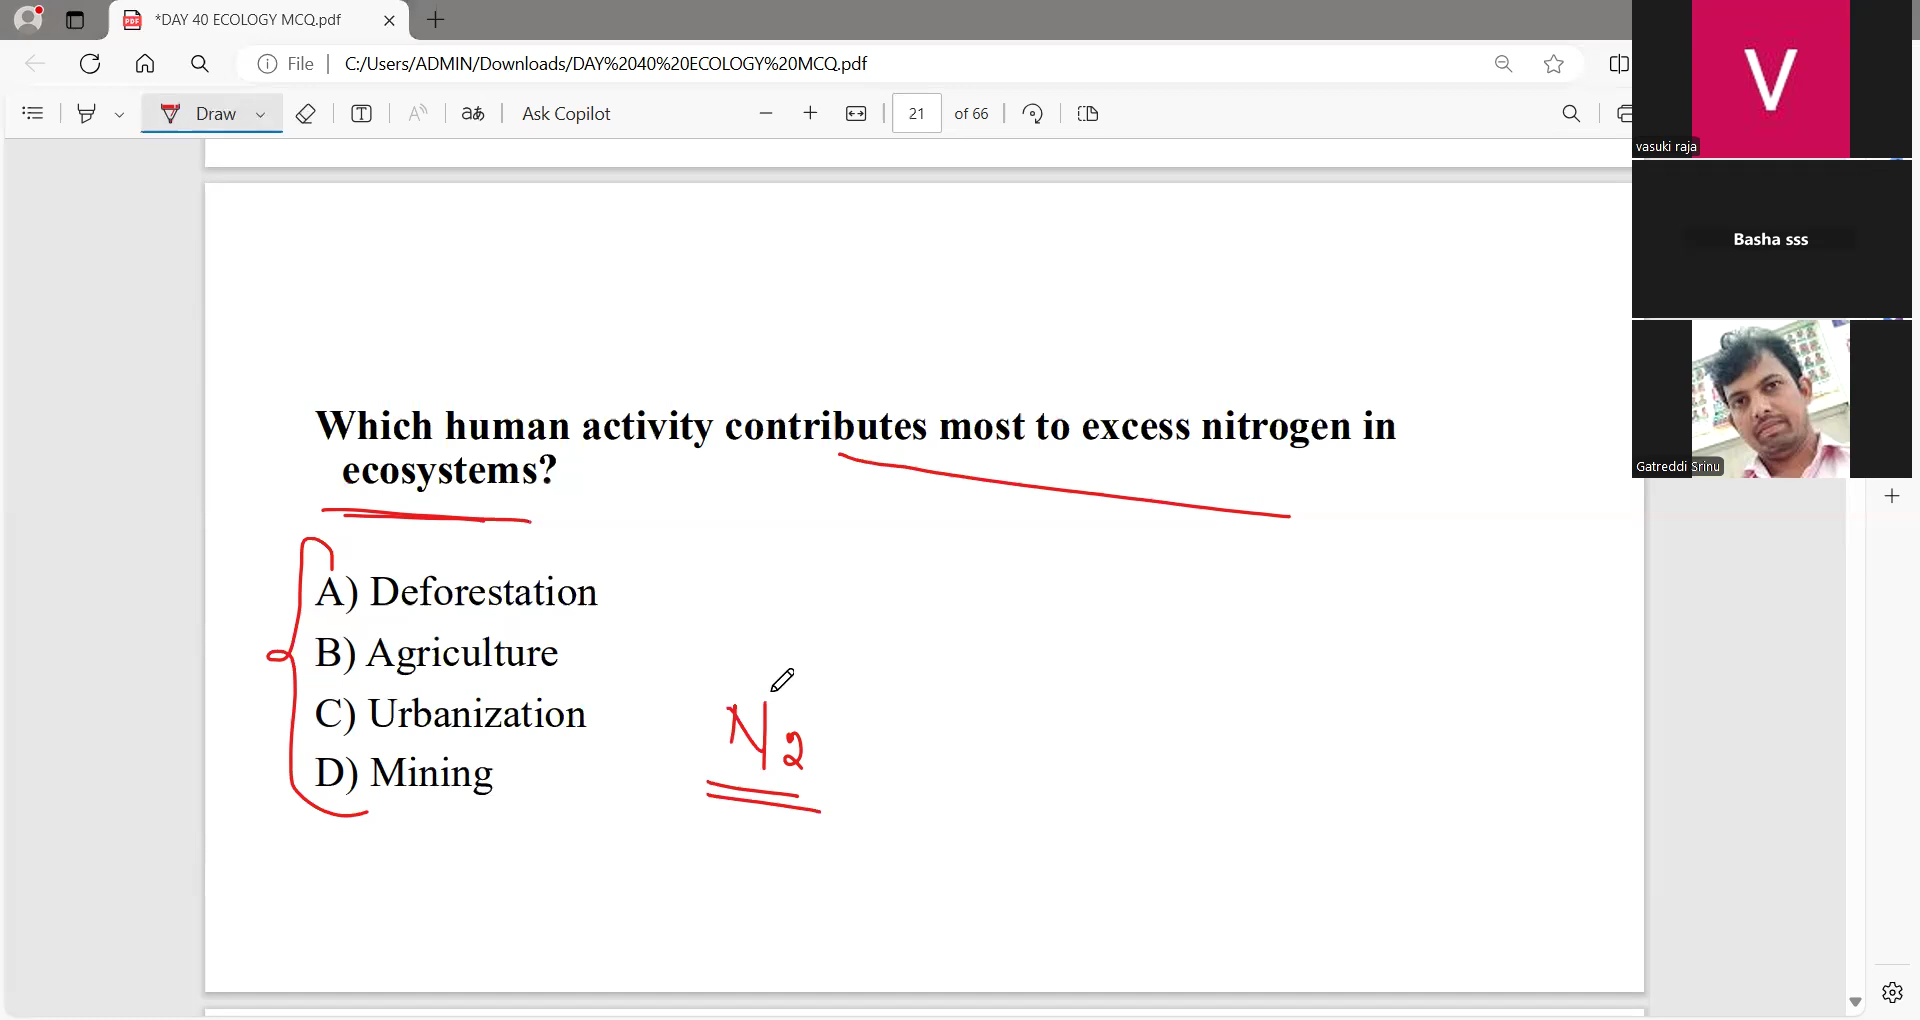 *DAY 40 ECOLOGY MCQ.pdf
File
C:/Users/ADMIN/Downloads/DAY%2040%20ECOLOGY%20MCQ.pdf
Draw
Ask Copilot
21 of 66
V
vasuki raja
Basha sss
Gatreddi Srinu
Which human activity contributes most to excess nitrogen in
ecosystems?
A) Deforestation
B) Agriculture
C) Urbanization
D) Mining
N2